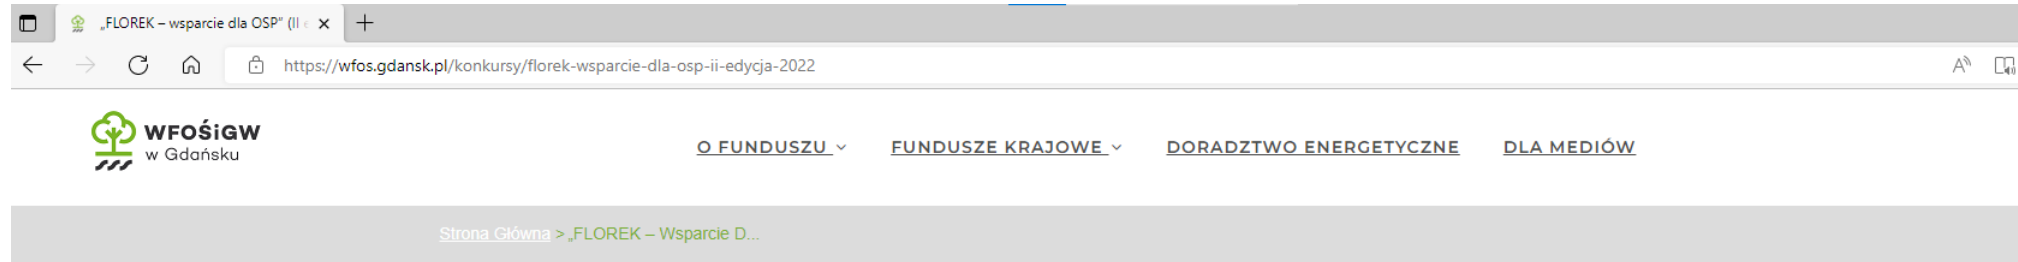 „FLOREK – wsparcie dla OSP" (II e
https://wfos.gdansk.pl/konkursy/florek-wsparcie-dla-osp-ii-edycja-2022
WFOŚiGW
w Gdańsku
O FUNDUSZU FUNDUSZE KRAJOWE DORADZTWO ENERGETYCZNE DLA MEDIÓW
Strona Główna > „FLOREK – Wsparcie D...